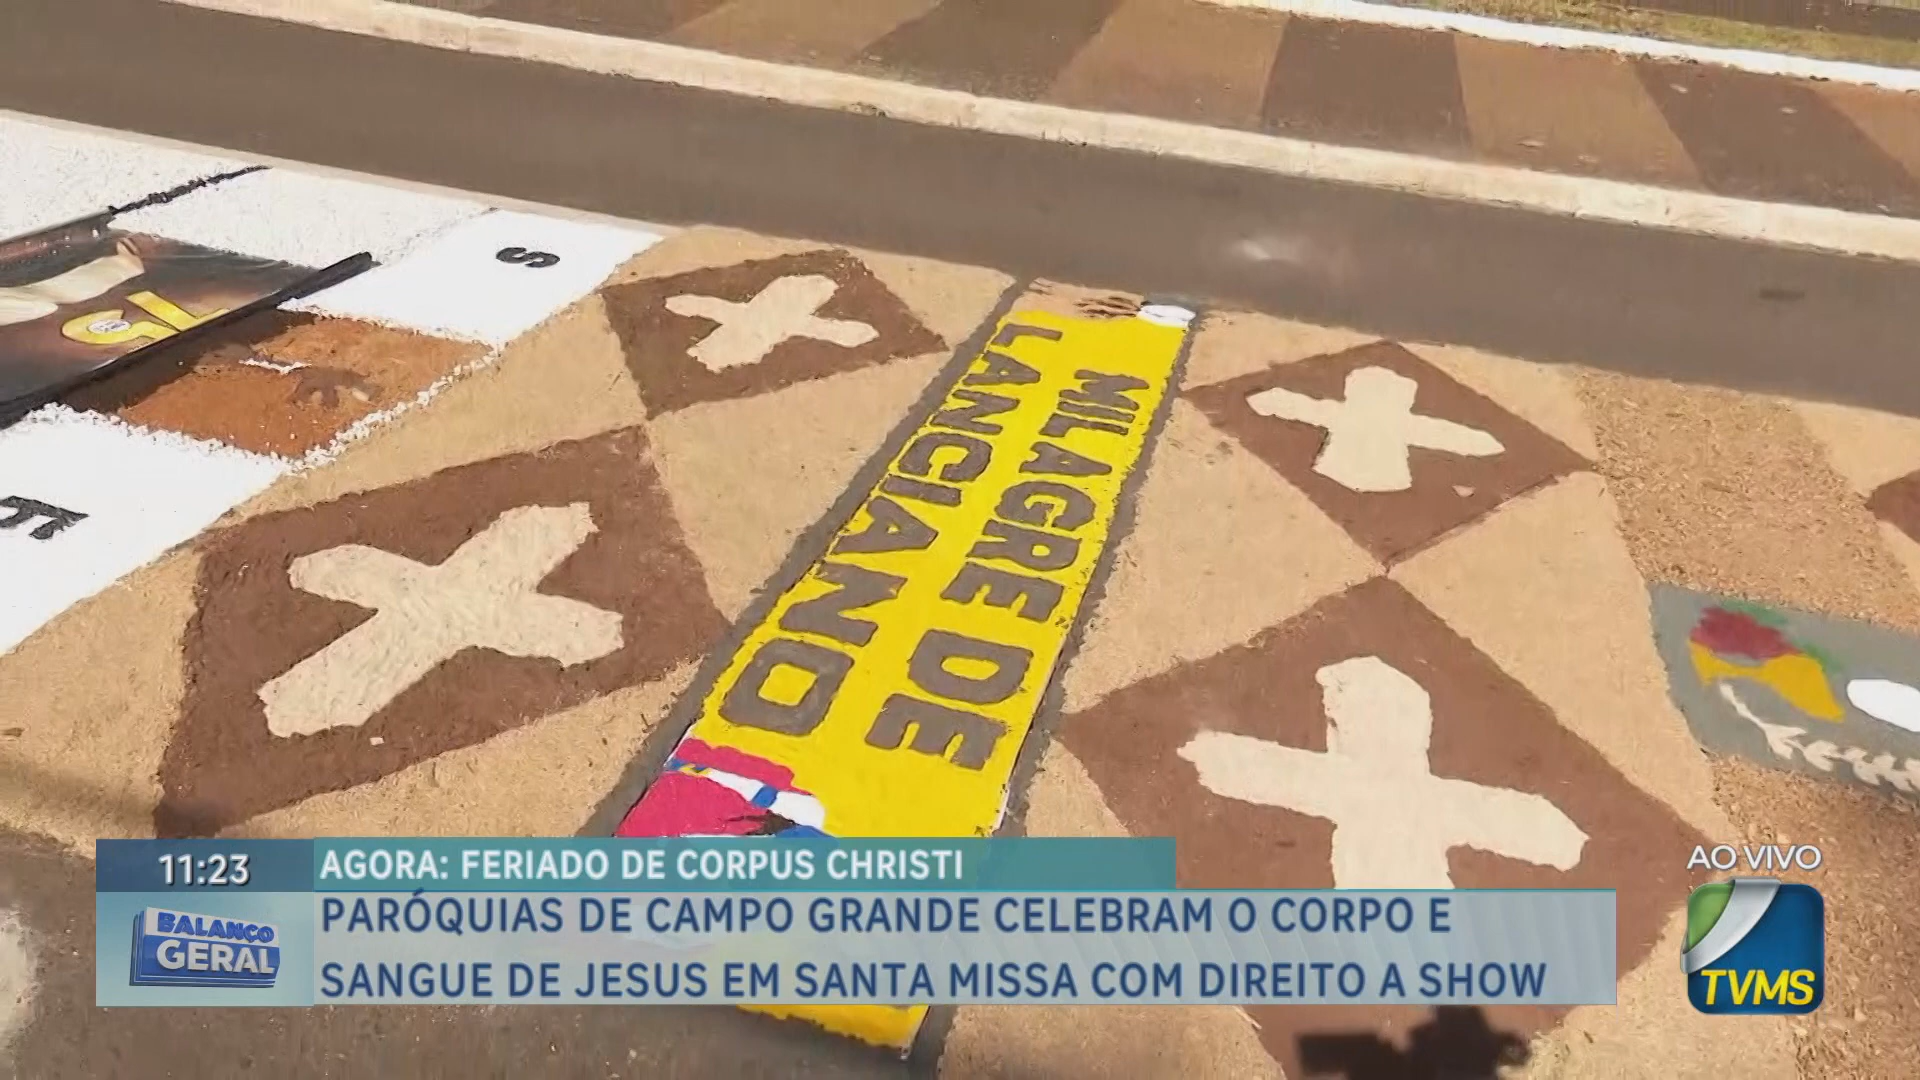 S
MILAGRE DE
LANCIANO
11:23
AGORA: FERIADO DE CORPUS CHRISTI
PARÓQUIAS DE CAMPO GRANDE CELEBRAM O CORPO E
SANGUE DE JESUS EM SANTA MISSA COM DIREITO A SHOW
BALANÇO
GERAL
AO VIVO
TVMS